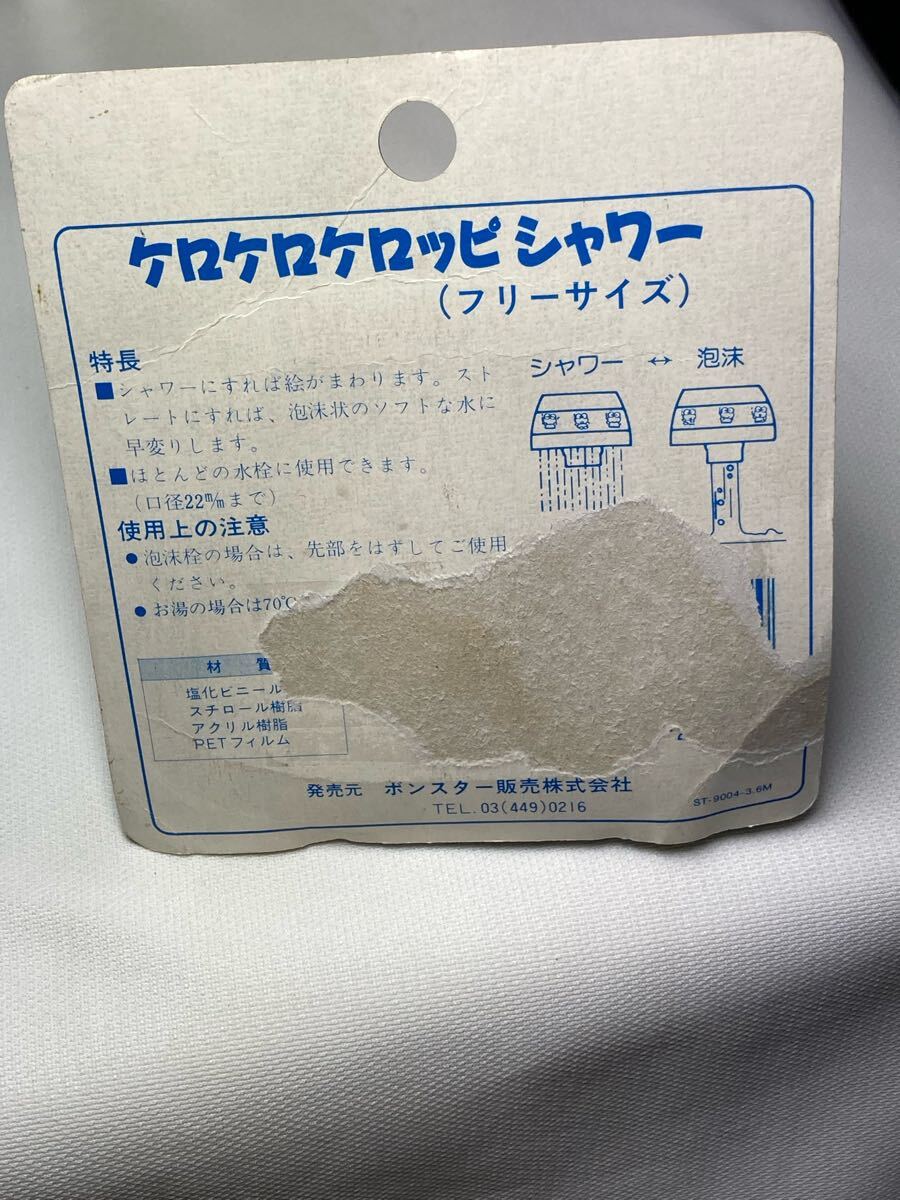 ケロケロケロッピシャワー
(フリーサイズ)
特長
■シャワーにすれば絵がまわります。スト
レートにすれば、泡沫状のソフトな水に
早変りします。
■ほとんどの水栓に使用できます。
(口径22㎜まで)
使用上の注意
●泡沫栓の場合は、先部をはずしてご使用
ください。
●お湯の場合は70℃
シャワー ↔ 泡沫
材 質
塩化ビニール
スチロール樹脂
アクリル樹脂
PETフィルム
発売元 ボンスター販売株式会社
TEL.03(449)0216
ST-9004-3.6M